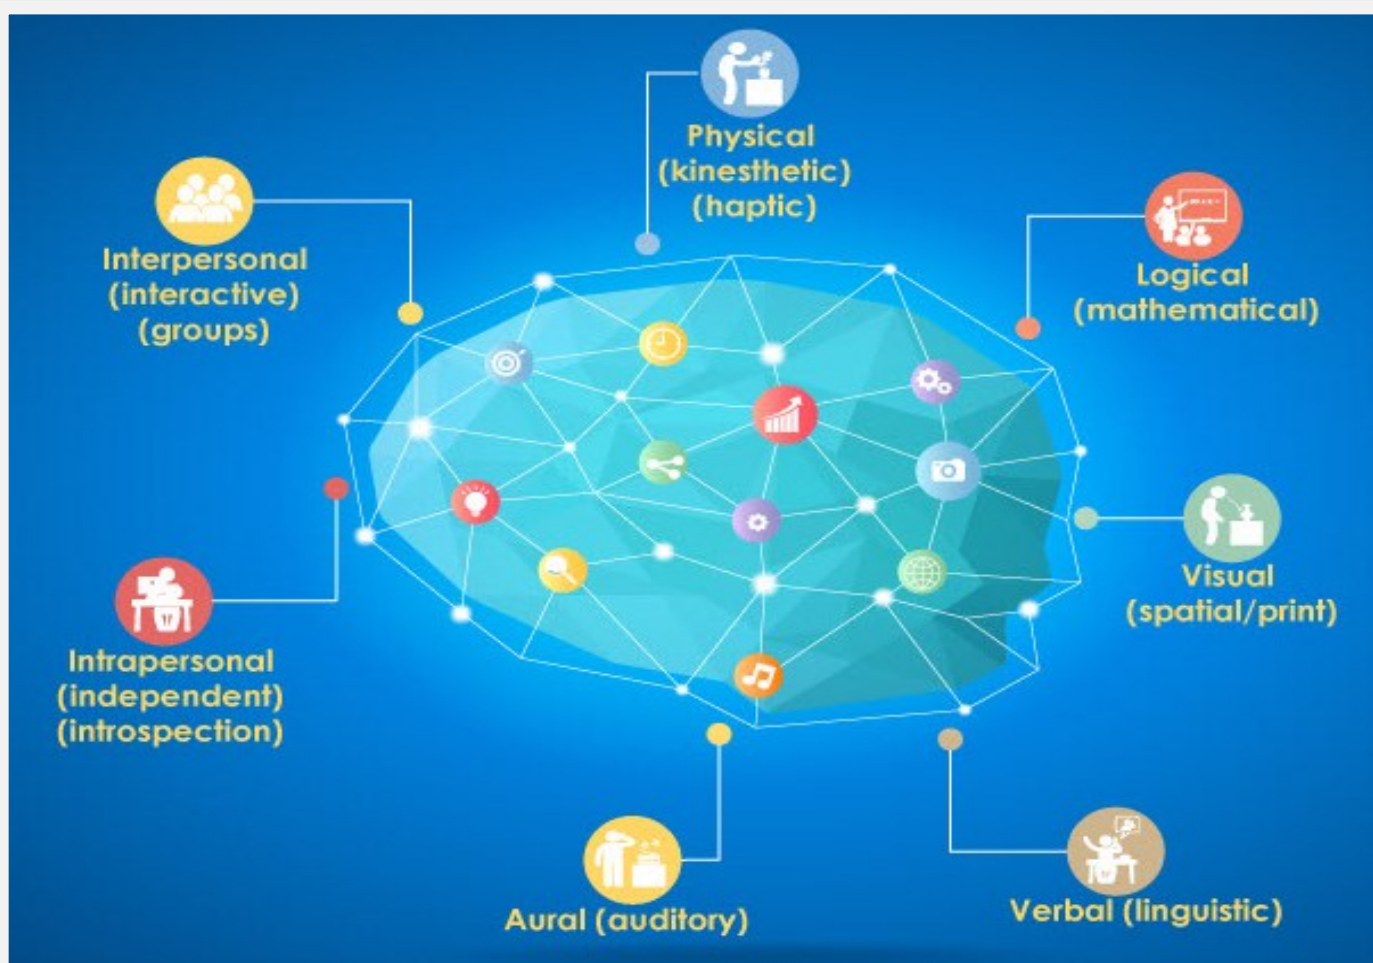 Physical
(kinesthetic)
(haptic)
Interpersonal
(interactive)
(groups)
Logical
(mathematical)
Visual
(spatial/print)
Intrapersonal
(independent)
(introspection)
Aural (auditory)
Verbal (linguistic)